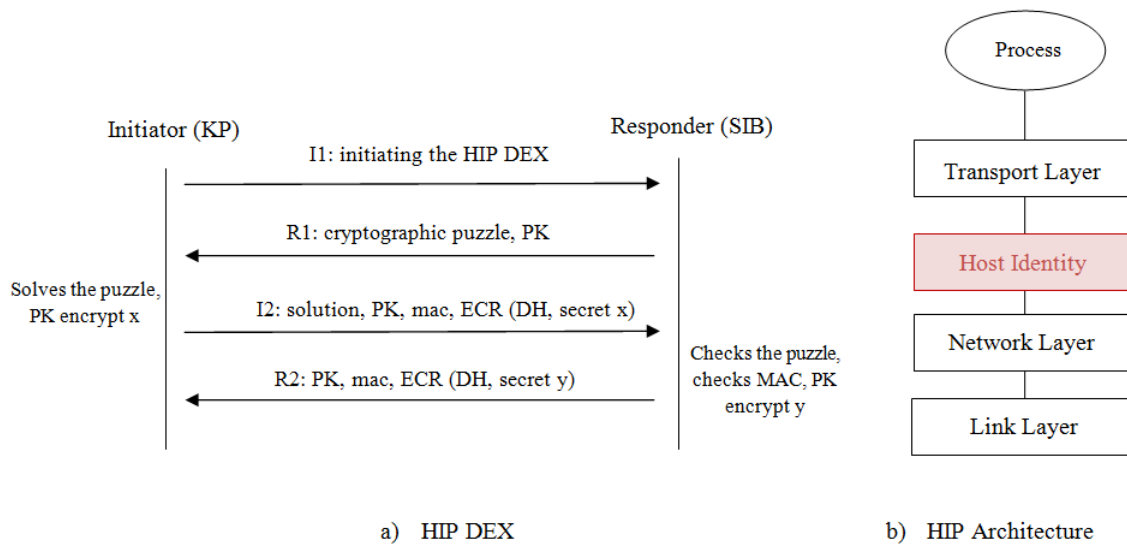 Initiator (KP)
Responder (SIB)
I1: initiating the HIP DEX
R1: cryptographic puzzle, PK
Solves the puzzle,
PK encrypt x
I2: solution, PK, mac, ECR (DH, secret x)
Checks the puzzle,
checks MAC, PK
encrypt y
R2: PK, mac, ECR (DH, secret y)
a) HIP DEX
Process
Transport Layer
Host Identity
Network Layer
Link Layer
b) HIP Architecture